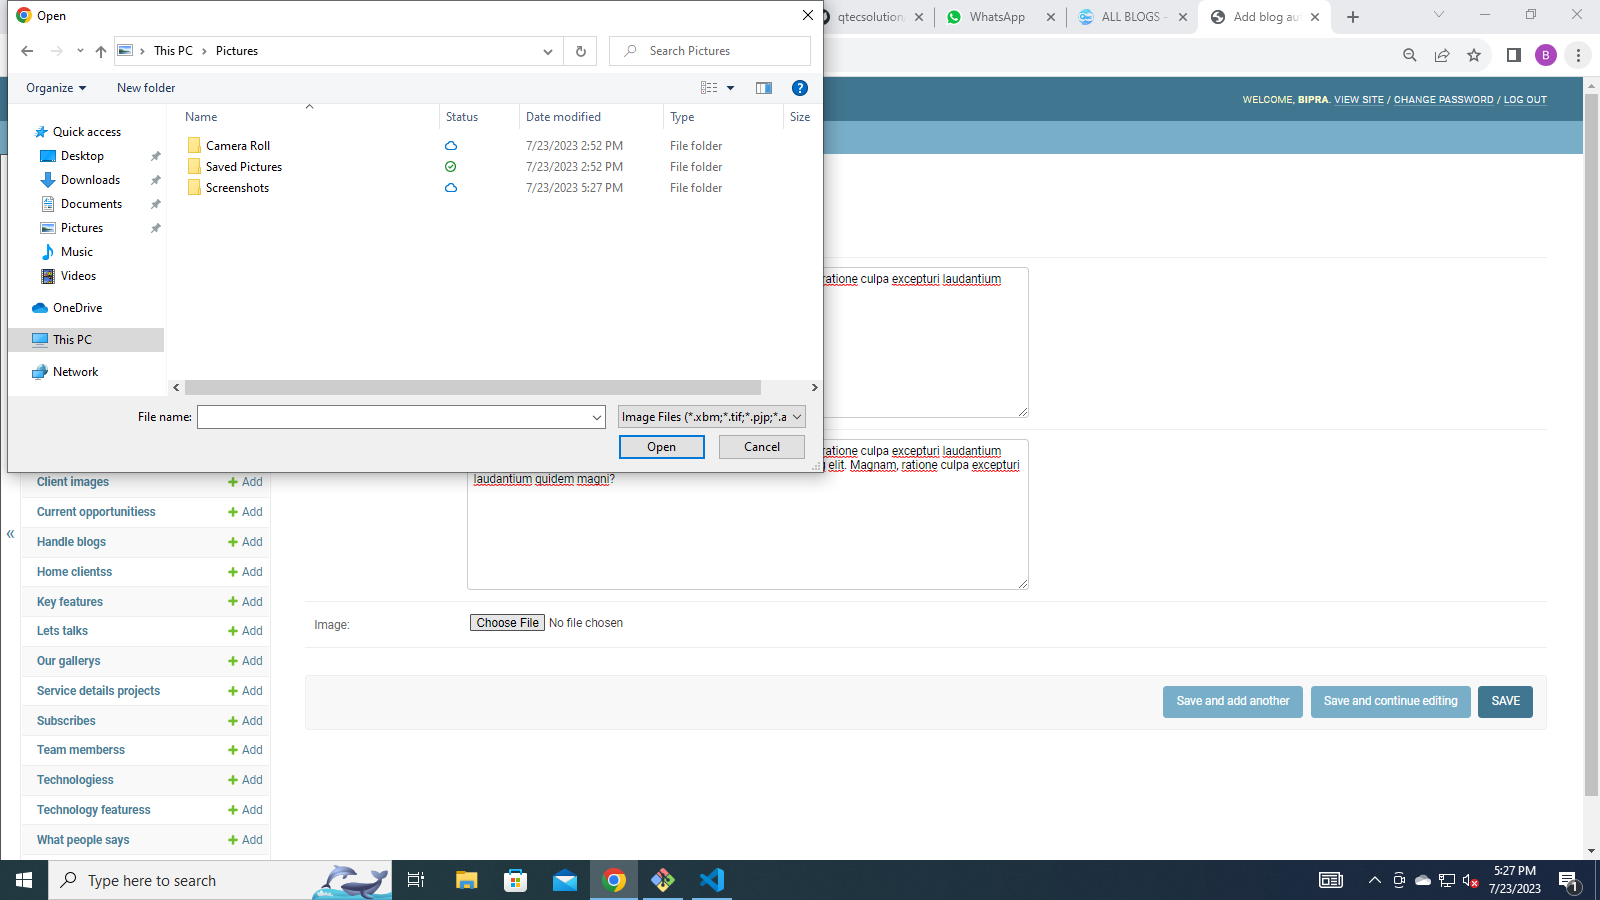 Open
qtecsolution
WhatsApp
ALL BLOGS -
Add blog au
This PC
Pictures
Search Pictures
B
Organize
New folder
WELCOME, BIPRA. VIEW SITE / CHANGE PASSWORD / LOG OUT
Name
Status
Date modified
Type
Size
Quick access
Desktop
Downloads
Documents
Pictures
Music
Videos
OneDrive
This PC
Network
Camera Roll 7/23/2023 2:52 PM File folder
Saved Pictures 7/23/2023 2:52 PM File folder
Screenshots 7/23/2023 5:27 PM File folder
ratione culpa excepturi laudantium
File name:
Image Files (*.xbm;*.tif;*.pjp;*.a
Open
Cancel
ratione culpa excepturi laudantium
elit. Magnam, ratione culpa excepturi
laudantium quidem magni?
Client images Add
Current opportunitiess Add
Handle blogs Add
Home clientss Add
Key features Add
Lets talks Add
Our gallerys Add
Service details projects Add
Subscribes Add
Team memberss Add
Technologiess Add
Technology featuress Add
What people says Add
Image:
Choose File No file chosen
Save and add another
Save and continue editing
SAVE
Type here to search
5:27 PM
7/23/2023
1